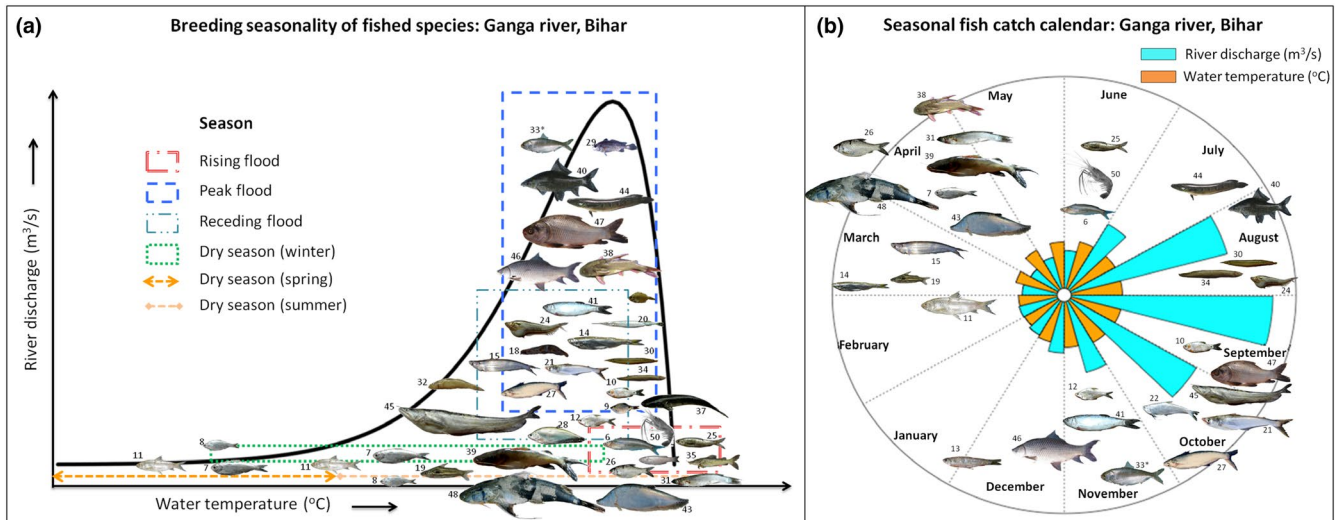 (a)
Breeding seasonality of fished species: Ganga river, Bihar
River discharge (m³/s)
Season
Rising flood
Peak flood
Receding flood
Dry season (winter)
Dry season (spring)
Dry season (summer)
33*
29
40
44
47
46
38
41
24
20
18
14
15
21
30
34
32
27
10
9
37
45
12
28
50
8
6
25
11
7
11
7
39
26
35
19
8
31
48
43
Water temperature (°C)
(b)
Seasonal fish catch calendar: Ganga river, Bihar
River discharge (m³/s)
Water temperature (°C)
May
June
38
31
25
26
April
39
50
July
7
44
40
48
43
6
March
August
15
30
14
19
34
24
11
February
10
September
47
12
22
45
41
21
January
46
October
13
27
33*
December
November